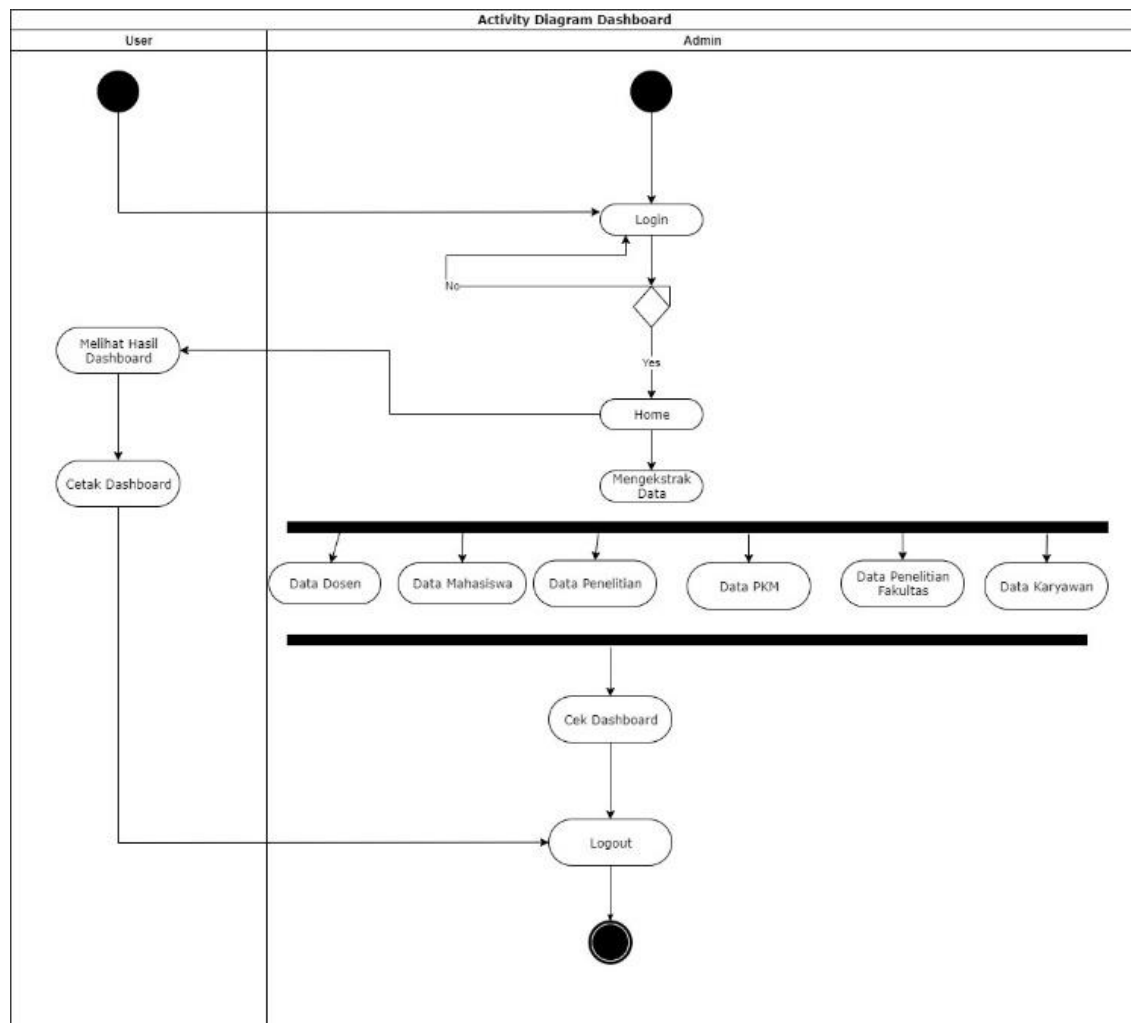 Activity Diagram Dashboard
User
Admin
Login
No
Melihat Hasil
Dashboard
Yes
Home
Cetak Dashboard
Mengekstrak
Data
Data Dosen
Data Mahasiswa
Data Penelitian
Data PKM
Data Penelitian
Fakultas
Data Karyawan
Cek Dashboard
Logout